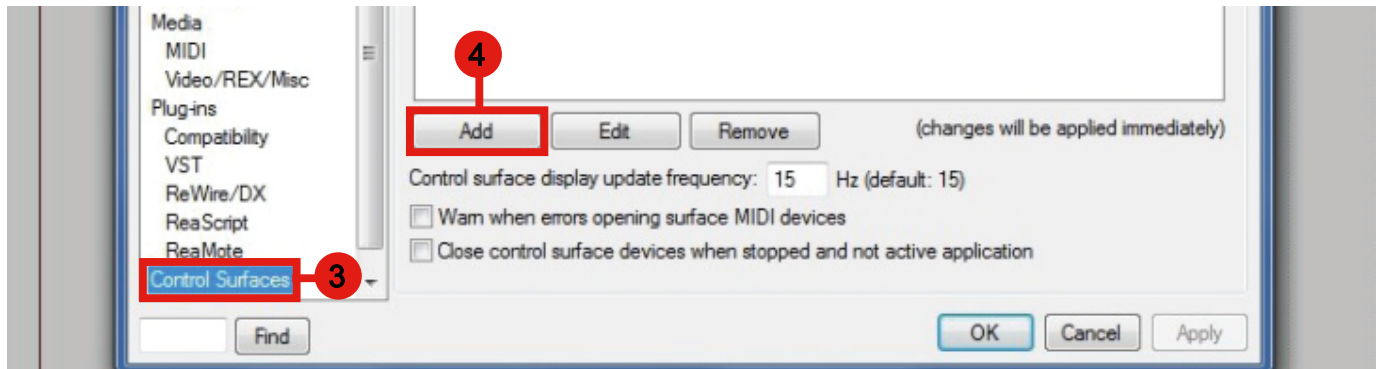 Media
MIDI
Video/REX/Misc
Plug-ins
Compatibility
VST
ReWire/DX
ReaScript
ReaMote
Control Surfaces
3
Find
4
Add Edit Remove (changes will be applied immediately)
Control surface display update frequency: 15 Hz (default: 15)
Warn when errors opening surface MIDI devices
Close control surface devices when stopped and not active application
OK Cancel Apply